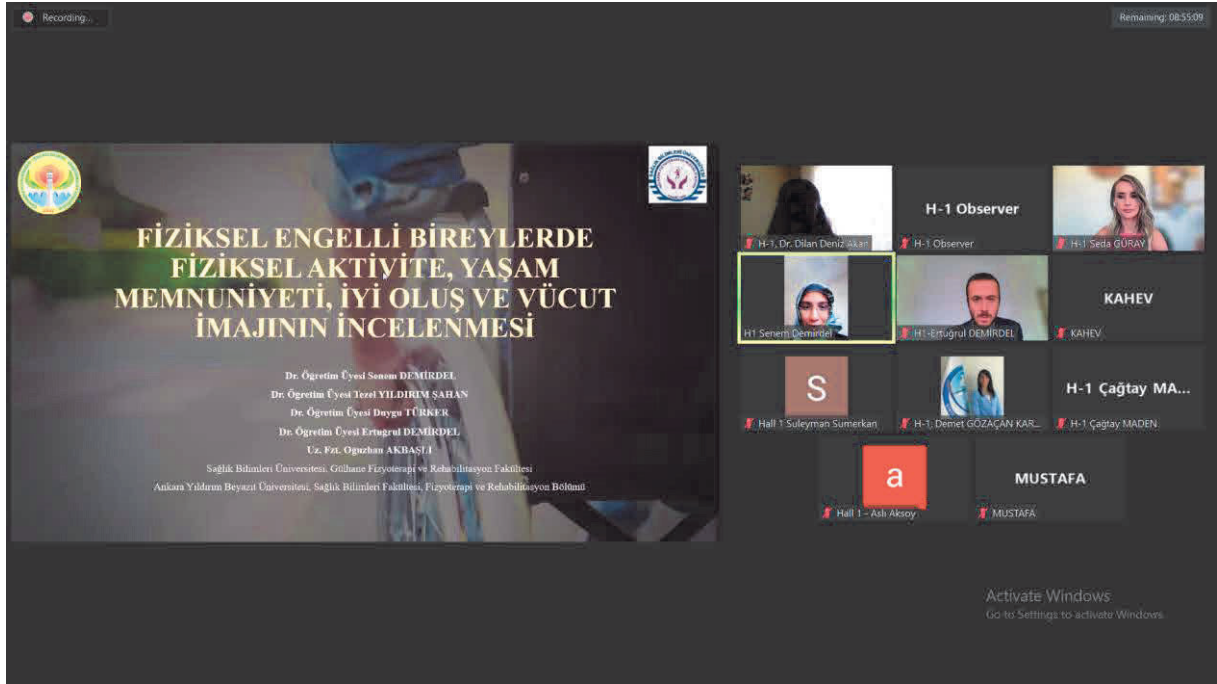 Recording...
Remaining: 08:55:09
FİZİKSEL ENGELLİ BİREYLERDE
FİZİKSEL AKTİVİTE, YAŞAM
MEMNUNİYETİ, İYİ OLUŞ VE VÜCUT
İMAJININ İNCELENMESİ
Dr. Öğretim Üyesi Senem DEMİRDEL
Dr. Öğretim Üyesi Tezel YILDIRIM ŞAHAN
Dr. Öğretim Üyesi Duygu TÜRKER
Dr. Öğretim Üyesi Ertuğrul DEMİRDEL
Uz. Fzt. Oguzhan AKBAŞLI
Sağlık Bilimleri Üniversitesi, Gülhane Fizyoterapi ve Rehabilitasyon Fakültesi
Ankara Yıldırım Beyazıt Üniversitesi, Sağlık Bilimleri Fakültesi, Fizyoterapi ve Rehabilitasyon Bölümü
H-1, Dr. Dilan Deniz Akan
H-1 Observer
H-1 Observer
H-1 Seda GÜRAY
H1 Senem Demirdel
H-1-Ertuğrul DEMİRDEL
KAHEV
KAHEV
S
Hall 1 Suleyman Sumerkan
H-1, Demet GÖZAÇAN KAR...
H-1 Çağtay MA...
H-1 Çağtay MADEN
a
Hall 1 - Aslı Aksoy
MUSTAFA
MUSTAFA
Activate Windows
Go to Settings to activate Windows.